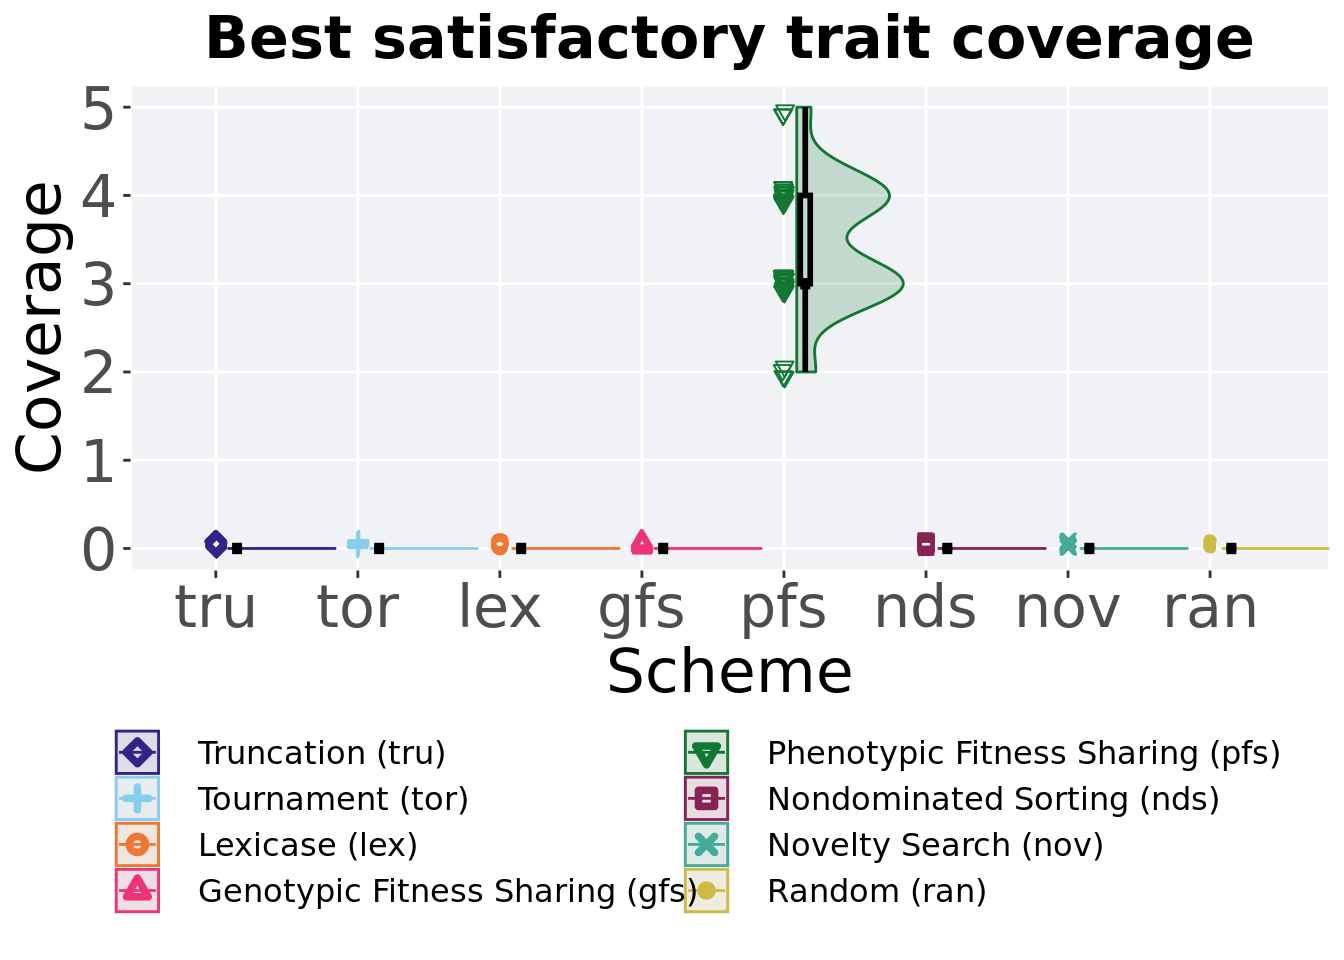 Best satisfactory trait coverage
Coverage
5
4
3
2
1
0
tru tor lex gfs pfs nds nov ran
Scheme
Truncation (tru)
Tournament (tor)
Lexicase (lex)
Genotypic Fitness Sharing (gfs)
Phenotypic Fitness Sharing (pfs)
Nondominated Sorting (nds)
Novelty Search (nov)
Random (ran)